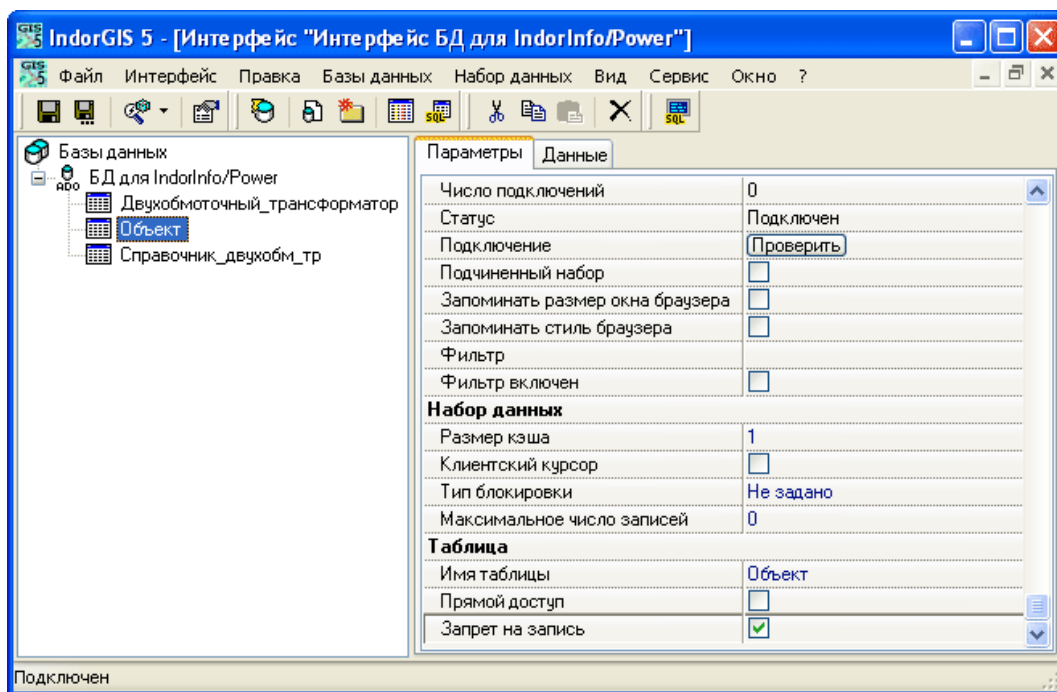 IndorGIS 5 - [Интерфейс "Интерфейс БД для IndorInfo/Power"]
Файл Интерфейс Правка Базы данных Набор данных Вид Сервис Окно ?
SQL SQL
Базы данных
ADO БД для IndorInfo/Power
Двухобмоточный_трансформатор
Объект
Справочник_двухобм_тр
Параметры Данные
Число подключений 0
Статус Подключен
Подключение Проверить
Подчиненный набор
Запоминать размер окна браузера
Запоминать стиль браузера
Фильтр
Фильтр включен
Набор данных
Размер кэша 1
Клиентский курсор
Тип блокировки Не задано
Максимальное число записей 0
Таблица
Имя таблицы Объект
Прямой доступ
Запрет на запись
Подключен